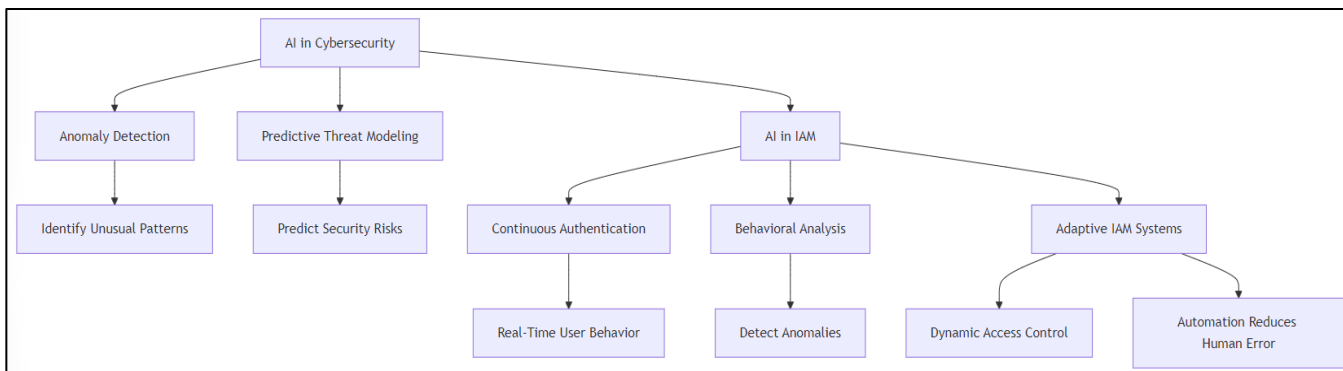 AI in Cybersecurity
Anomaly Detection
Predictive Threat Modeling
AI in IAM
Identify Unusual Patterns
Predict Security Risks
Continuous Authentication
Behavioral Analysis
Adaptive IAM Systems
Real-Time User Behavior
Detect Anomalies
Dynamic Access Control
Automation Reduces
Human Error